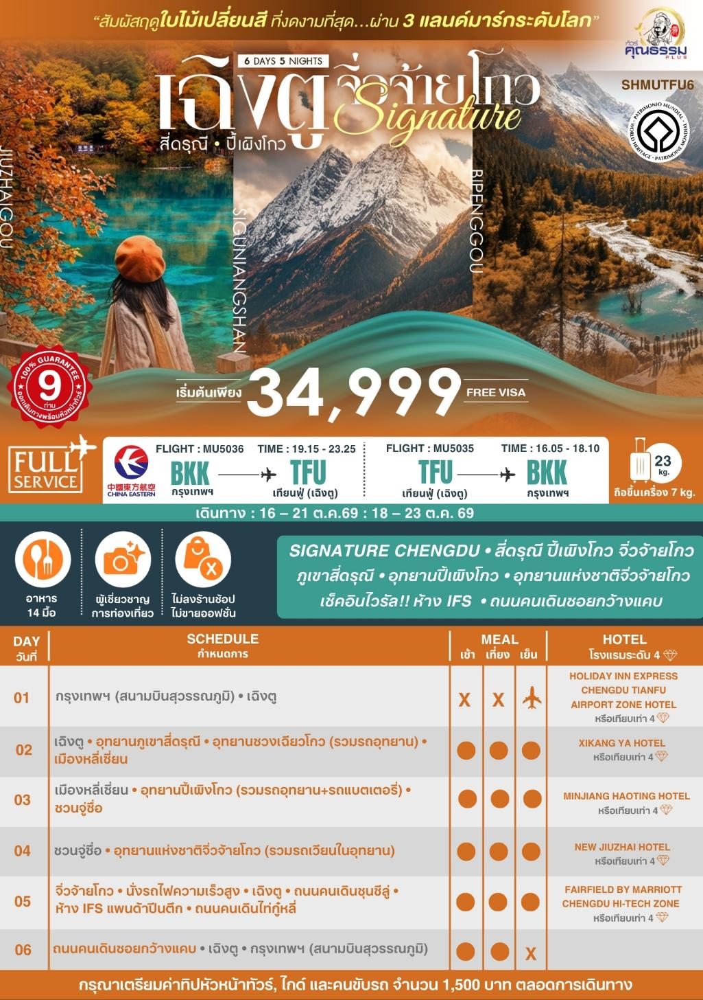 “สัมผัสฤดูใบไม้เปลี่ยนสี ที่งดงามที่สุด...ผ่าน 3 แลนด์มาร์กระดับโลก”
ทัวร์
คุณธรรม
PLUS
SHMUTFU6
6 DAYS 5 NIGHTS
เฉิงตู จิ่วจ้ายโกว
Signature
สี่ดรุณี • ปี้เผิงโกว
PATRIMONIO MUNDIAL • WORLD HERITAGE • PATRIMOINE MONDIAL
JIUZHAIGOU
SIGUNIANGSHAN
BIPENGGOU
100% GUARANTEE
9
ท่าน
ออกเดินทางพร้อมหัวหน้าทัวร์
เริ่มต้นเพียง 34,999 FREE VISA
FULL
SERVICE
中國東方航空
CHINA EASTERN
FLIGHT : MU5036 TIME : 19.15 - 23.25
BKK TFU
กรุงเทพฯ เทียนฟู่ (เฉิงตู)
FLIGHT : MU5035 TIME : 16.05 - 18.10
TFU BKK
เทียนฟู่ (เฉิงตู) กรุงเทพฯ
23
kg.
ถือขึ้นเครื่อง 7 kg.
เดินทาง : 16 – 21 ต.ค.69 : 18 – 23 ต.ค. 69
อาหาร
14 มื้อ
ผู้เชี่ยวชาญ
การท่องเที่ยว
X
ไม่ลงร้านช้อป
ไม่ขายออฟชั่น
SIGNATURE CHENGDU • สี่ดรุณี ปี้เผิงโกว จิ่วจ้ายโกว
ภูเขาสี่ดรุณี • อุทยานปี้เผิงโกว • อุทยานแห่งชาติจิ่วจ้ายโกว
เช็คอินไวรัล!! ห้าง IFS • ถนนคนเดินซอยกว้างแคบ
DAY SCHEDULE MEAL HOTEL
วันที่ กำหนดการ เช้า เที่ยง เย็น โรงแรมระดับ 4
01 กรุงเทพฯ (สนามบินสุวรรณภูมิ) • เฉิงตู X X
HOLIDAY INN EXPRESS
CHENGDU TIANFU
AIRPORT ZONE HOTEL
หรือเทียบเท่า 4
02 เฉิงตู • อุทยานภูเขาสี่ดรุณี • อุทยานซวงเฉียวโกว (รวมรถอุทยาน) •
เมืองหลี่เซี่ยน
XIKANG YA HOTEL
หรือเทียบเท่า 4
03 เมืองหลี่เซี่ยน • อุทยานปี้เผิงโกว (รวมรถอุทยาน+รถแบตเตอรี่) •
ชวนจู่ซื่อ
MINJIANG HAOTING HOTEL
หรือเทียบเท่า 4
04 ชวนจู่ซื่อ • อุทยานแห่งชาติจิ่วจ้ายโกว (รวมรถเวียนในอุทยาน)
NEW JIUZHAI HOTEL
หรือเทียบเท่า 4
05 จิ่วจ้ายโกว • นั่งรถไฟความเร็วสูง • เฉิงตู • ถนนคนเดินชุนซีลู่ •
ห้าง IFS แพนด้าปีนตึก • ถนนคนเดินไท่กู๋หลี่
FAIRFIELD BY MARRIOTT
CHENGDU HI-TECH ZONE
หรือเทียบเท่า 4
06 ถนนคนเดินซอยกว้างแคบ • เฉิงตู • กรุงเทพฯ (สนามบินสุวรรณภูมิ) X
กรุณาเตรียมค่าทิปหัวหน้าทัวร์, ไกด์ และคนขับรถ จำนวน 1,500 บาท ตลอดการเดินทาง